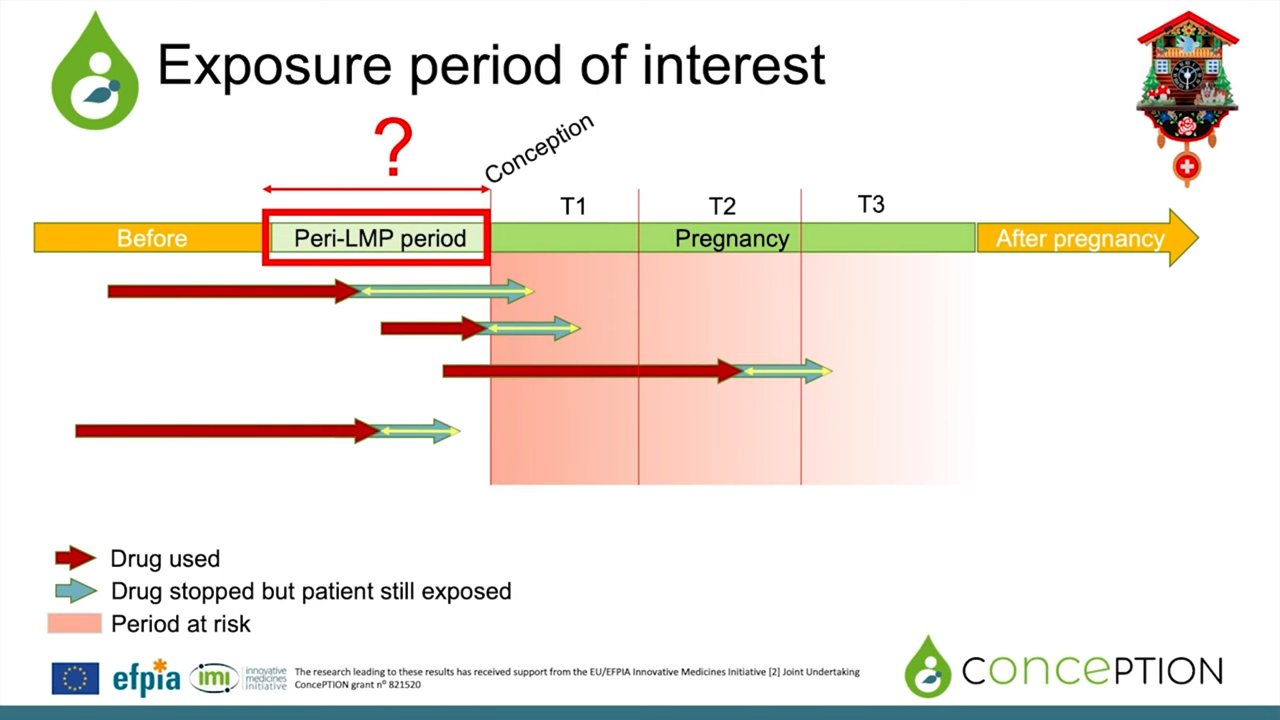 Exposure period of interest
?
Conception
T1
T2
T3
Before
Peri-LMP period
Pregnancy
After pregnancy
Drug used
Drug stopped but patient still exposed
Period at risk
efpia
imi
innovative
medicines
initiative
The research leading to these results has received support from the EU/EFPIA Innovative Medicines Initiative [2] Joint Undertaking
ConcePTION grant nº 821520
ConcePTION